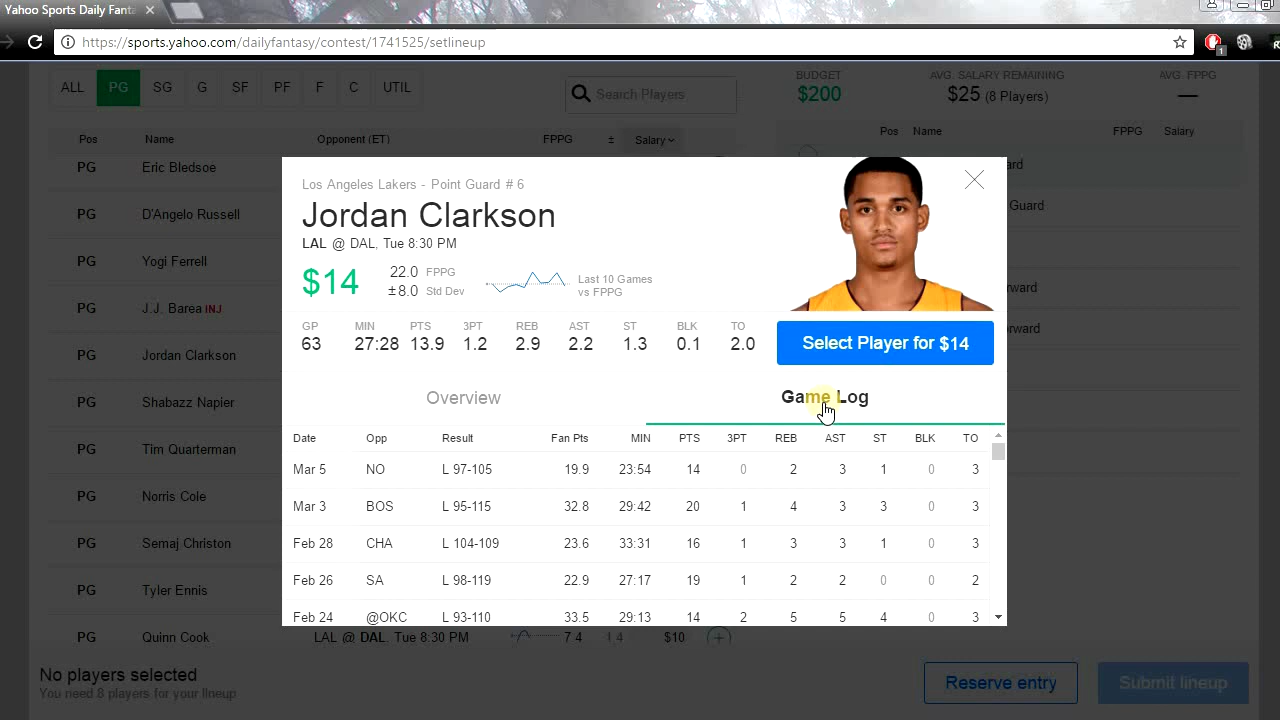 Yahoo Sports Daily Fanta
https://sports.yahoo.com/dailyfantasy/contest/1741525/setlineup
1
ALL PG SG G SF PF F C UTIL
Search Players
BUDGET
$200
AVG. SALARY REMAINING
$25 (8 Players)
AVG. FPPG
—
Pos Name Opponent (ET) FPPG ± Salary
Pos Name FPPG Salary
PG Eric Bledsoe
PG D'Angelo Russell
PG Yogi Ferrell
PG J.J. Barea INJ
PG Jordan Clarkson
PG Shabazz Napier
PG Tim Quarterman
PG Norris Cole
PG Semaj Christon
PG Tyler Ennis
PG Quinn Cook LAL @ DAL, Tue 8:30 PM 7.4 1.4 $10
ard
Guard
ward
orward
Los Angeles Lakers - Point Guard # 6
Jordan Clarkson
LAL @ DAL, Tue 8:30 PM
$14
22.0 FPPG
±8.0 Std Dev
Last 10 Games
vs FPPG
GP MIN PTS 3PT REB AST ST BLK TO
63 27:28 13.9 1.2 2.9 2.2 1.3 0.1 2.0
Select Player for $14
Overview
Game Log
Date Opp Result Fan Pts MIN PTS 3PT REB AST ST BLK TO
Mar 5 NO L 97-105 19.9 23:54 14 0 2 3 1 0 3
Mar 3 BOS L 95-115 32.8 29:42 20 1 4 3 3 0 3
Feb 28 CHA L 104-109 23.6 33:31 16 1 3 3 1 0 3
Feb 26 SA L 98-119 22.9 27:17 19 1 2 2 0 0 2
Feb 24 @OKC L 93-110 33.5 29:13 14 2 5 5 4 0 3
No players selected
You need 8 players for your lineup
Reserve entry
Submit lineup